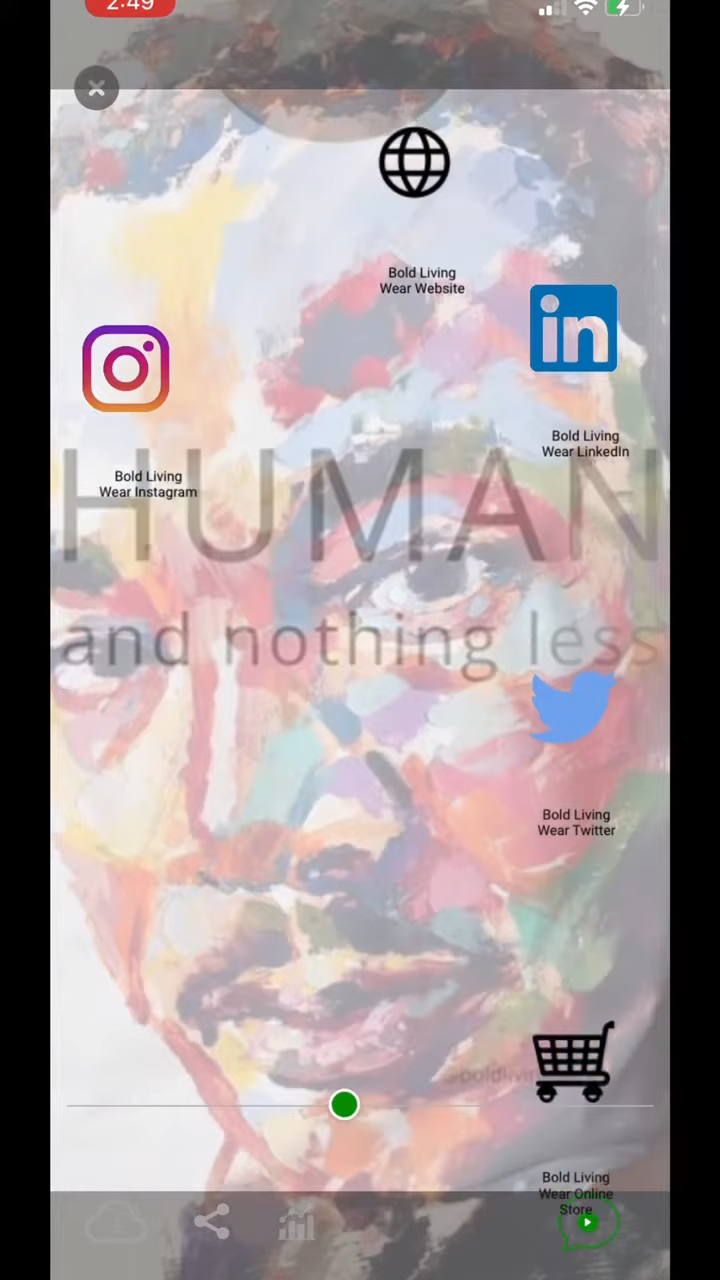 2:49
Bold Living
Wear Website
in
Bold Living
Wear LinkedIn
Bold Living
Wear Instagram
HUMAN
and nothing less
Bold Living
Wear Twitter
Bold Living
Wear Online
Store